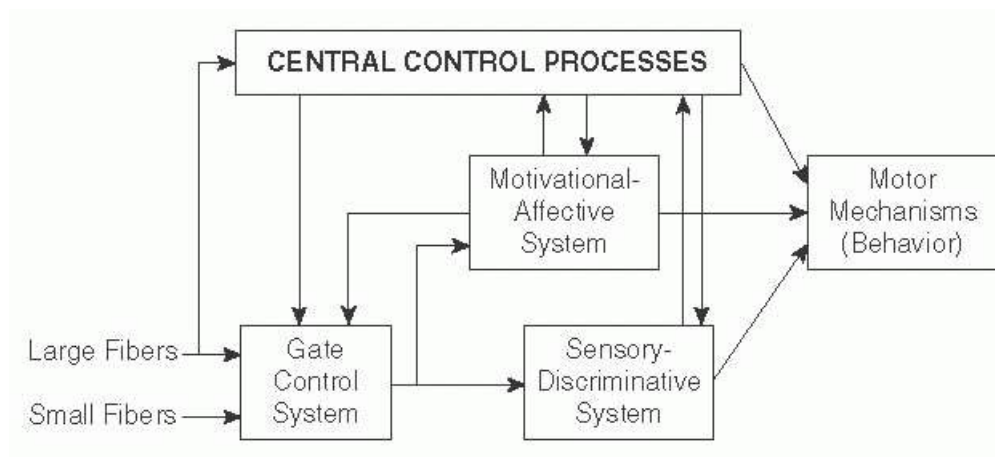 CENTRAL CONTROL PROCESSES
Motivational-
Affective
System
Motor
Mechanisms
(Behavior)
Large Fibers
Small Fibers
Gate
Control
System
Sensory-
Discriminative
System